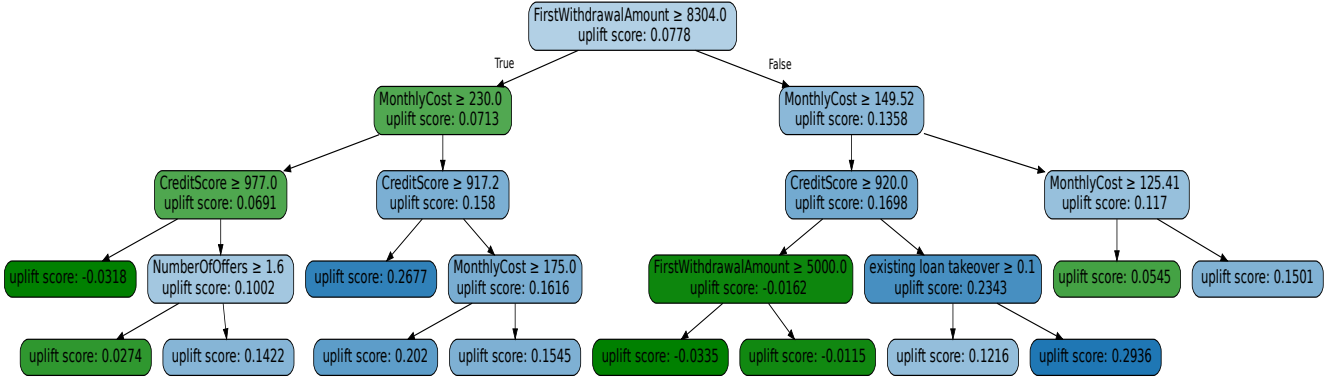 FirstWithdrawalAmount ≥ 8304.0
uplift score: 0.0778
True
False
MonthlyCost ≥ 230.0
uplift score: 0.0713
MonthlyCost ≥ 149.52
uplift score: 0.1358
CreditScore ≥ 977.0
uplift score: 0.0691
CreditScore ≥ 917.2
uplift score: 0.158
CreditScore ≥ 920.0
uplift score: 0.1698
MonthlyCost ≥ 125.41
uplift score: 0.117
uplift score: -0.0318
NumberOfOffers ≥ 1.6
uplift score: 0.1002
uplift score: 0.2677
MonthlyCost ≥ 175.0
uplift score: 0.1616
FirstWithdrawalAmount ≥ 5000.0
uplift score: -0.0162
existing loan takeover ≥ 0.1
uplift score: 0.2343
uplift score: 0.0545
uplift score: 0.1501
uplift score: 0.0274
uplift score: 0.1422
uplift score: 0.202
uplift score: 0.1545
uplift score: -0.0335
uplift score: -0.0115
uplift score: 0.1216
uplift score: 0.2936